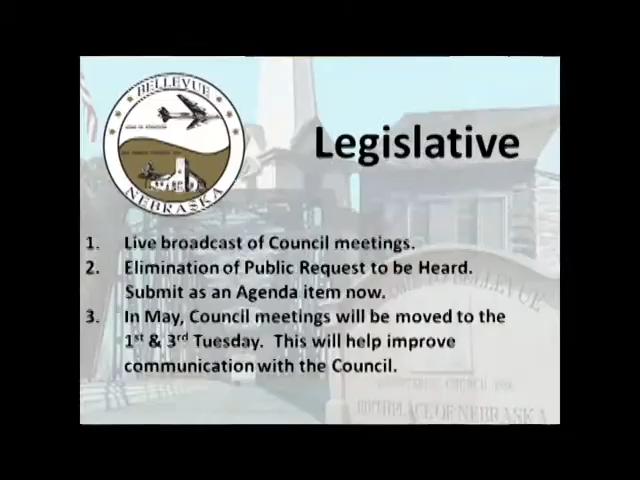 BELLEVUE
NEBRASKA
Legislative
1. Live broadcast of Council meetings.
2. Elimination of Public Request to be Heard.
Submit as an Agenda item now.
3. In May, Council meetings will be moved to the
1st & 3rd Tuesday. This will help improve
communication with the Council.
BELLEVUE
BIRTHPLACE OF NEBRASKA